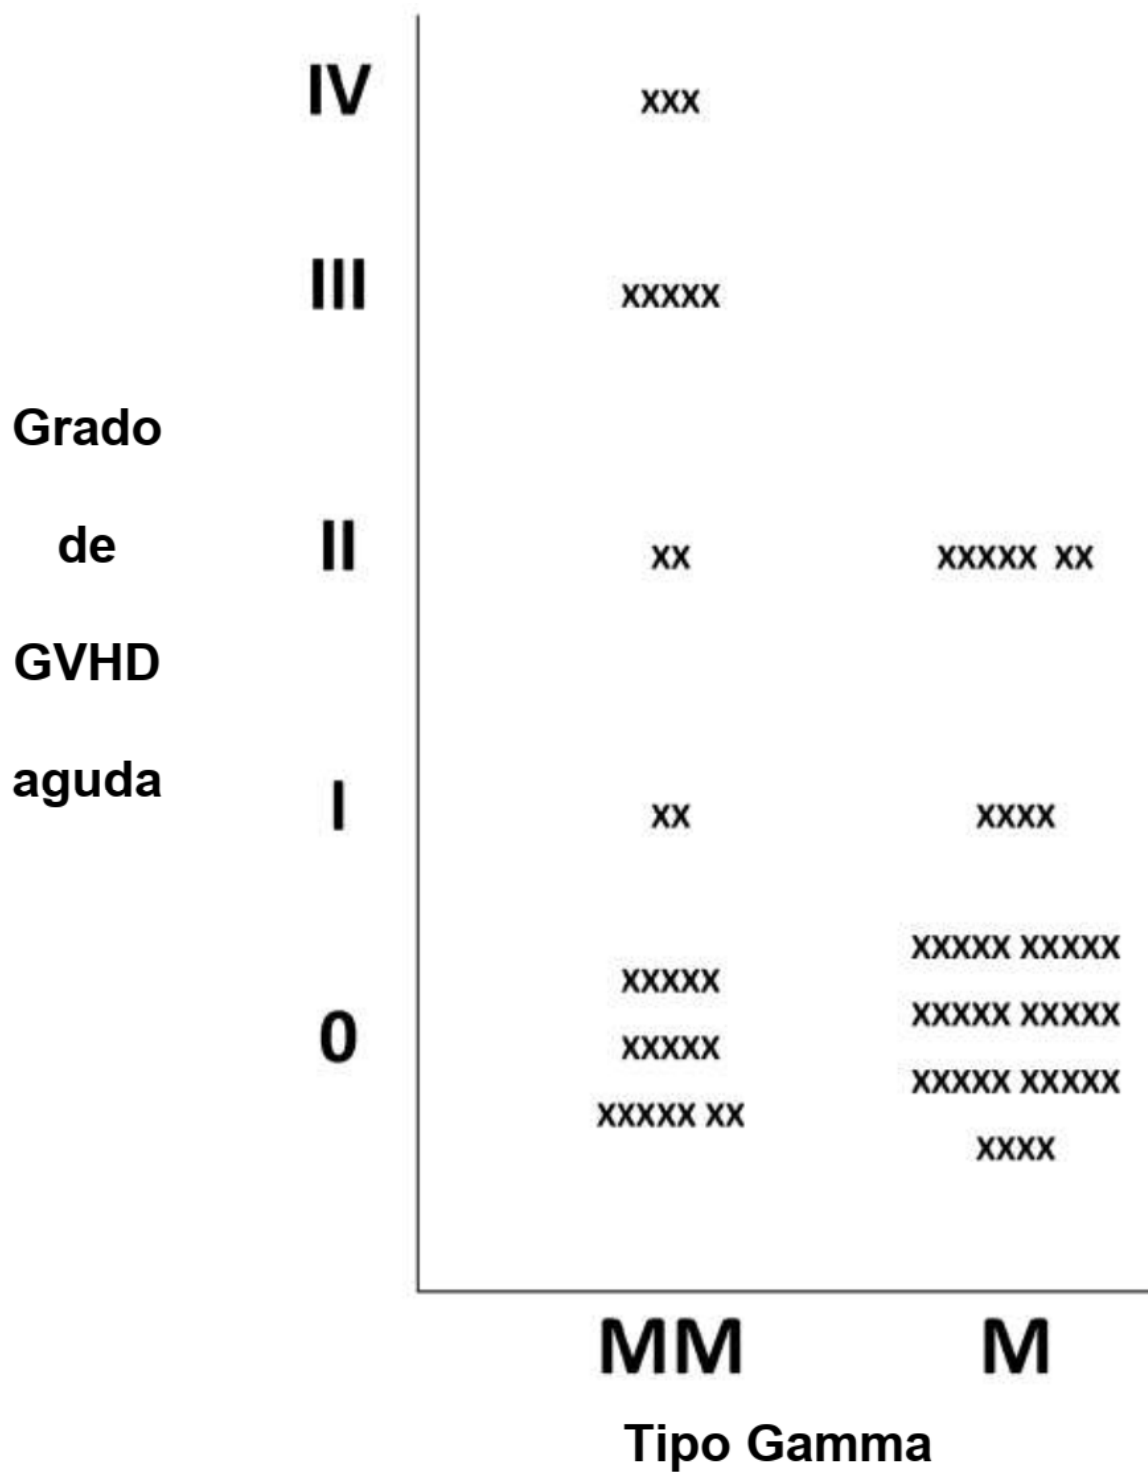 IV xxx
III xxxxx
Grado
de
GVHD
aguda
II xx xxxxx xx
I xx xxxx
0
xxxxx
xxxxx
xxxxx xx
xxxxx xxxxx
xxxxx xxxxx
xxxxx xxxxx
xxxx
MM M
Tipo Gamma